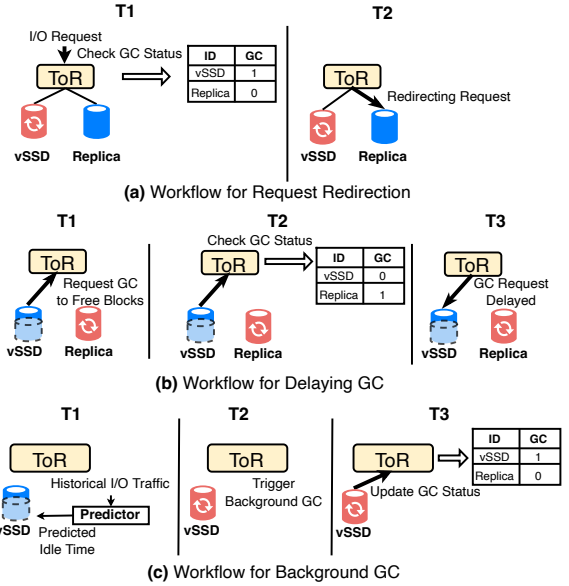 T1
T2
I/O Request
Check GC Status
ToR
ID GC
vSSD 1
Replica 0
ToR
Redirecting Request
vSSD
Replica
vSSD
Replica
(a) Workflow for Request Redirection
T1
T2
T3
Check GC Status
ToR
Request GC
to Free Blocks
vSSD
Replica
ToR
ID GC
vSSD 0
Replica 1
vSSD
Replica
ToR
GC Request
Delayed
vSSD
Replica
(b) Workflow for Delaying GC
T1
T2
T3
ToR
Historical I/O Traffic
Predictor
vSSD
Predicted
Idle Time
ToR
Trigger
Background GC
vSSD
ToR
ID GC
vSSD 1
Replica 0
Update GC Status
vSSD
(c) Workflow for Background GC